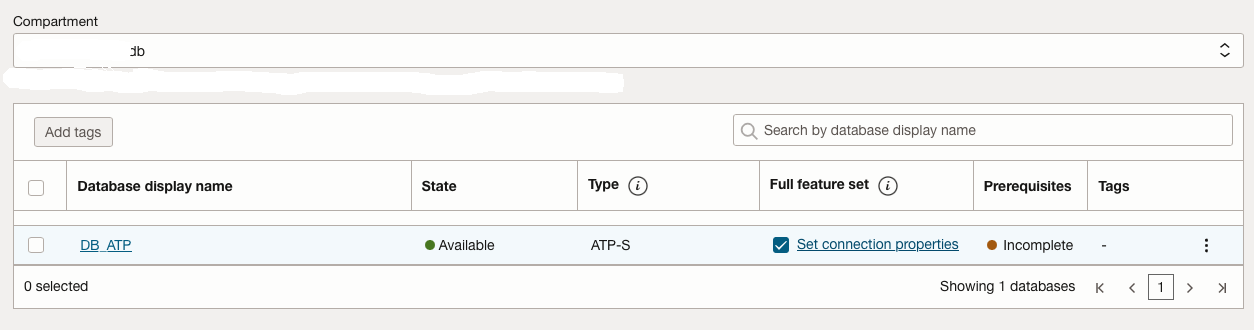 Compartment
db
Add tags
Search by database display name
Database display name State Type i Full feature set i Prerequisites Tags
DB_ATP Available ATP-S Set connection properties Incomplete -
0 selected Showing 1 databases 1